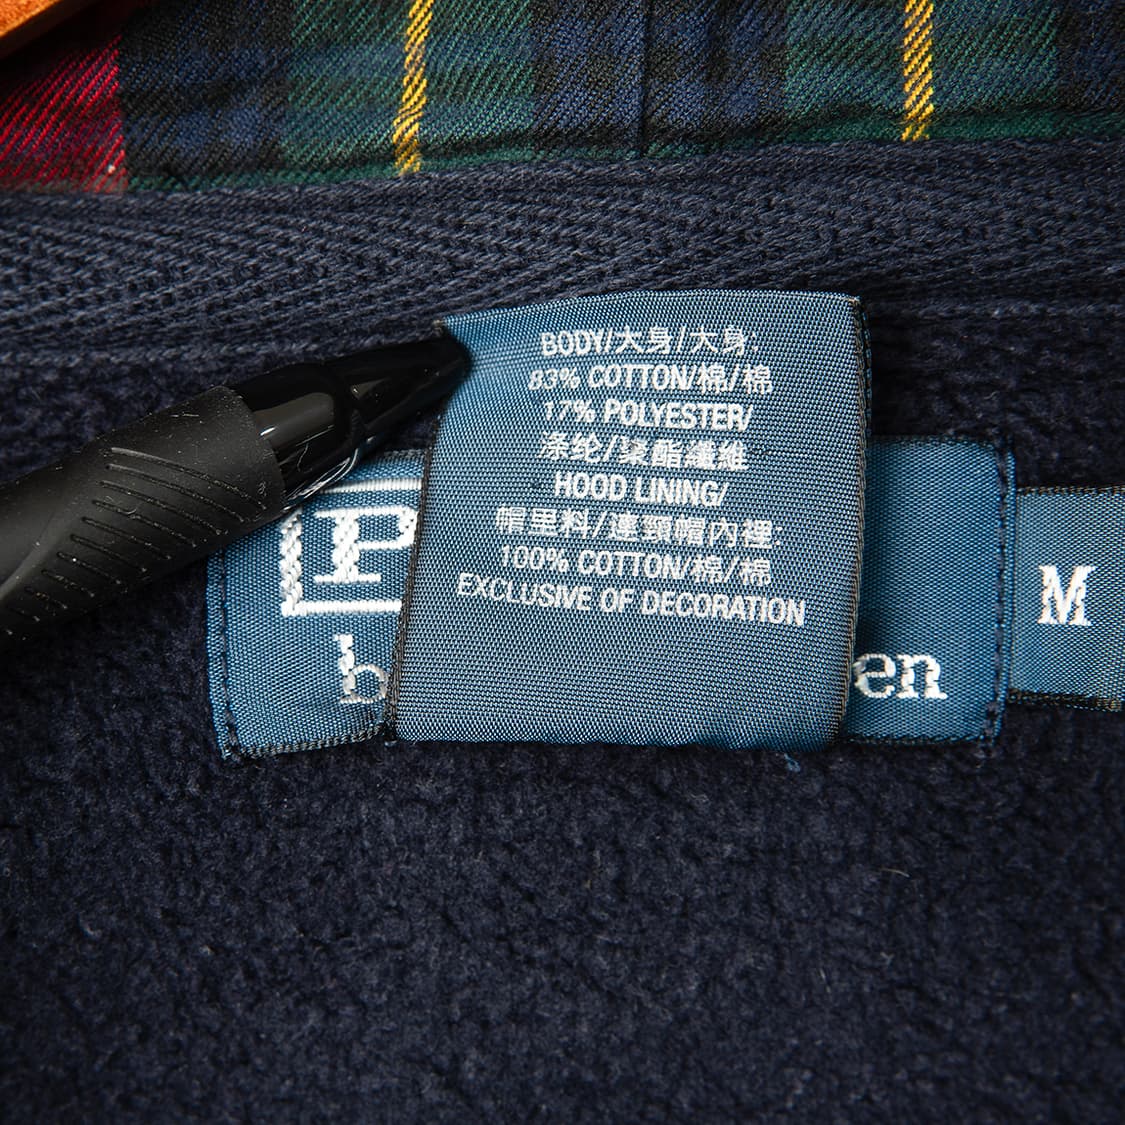 BODY/大身/大身
83% COTTON/棉/棉
17% POLYESTER/
涤纶/聚酯纖維
HOOD LINING/
帽里料/連頸帽內裡
100% COTTON/棉/棉
EXCLUSIVE OF DECORATION
P
b en
M